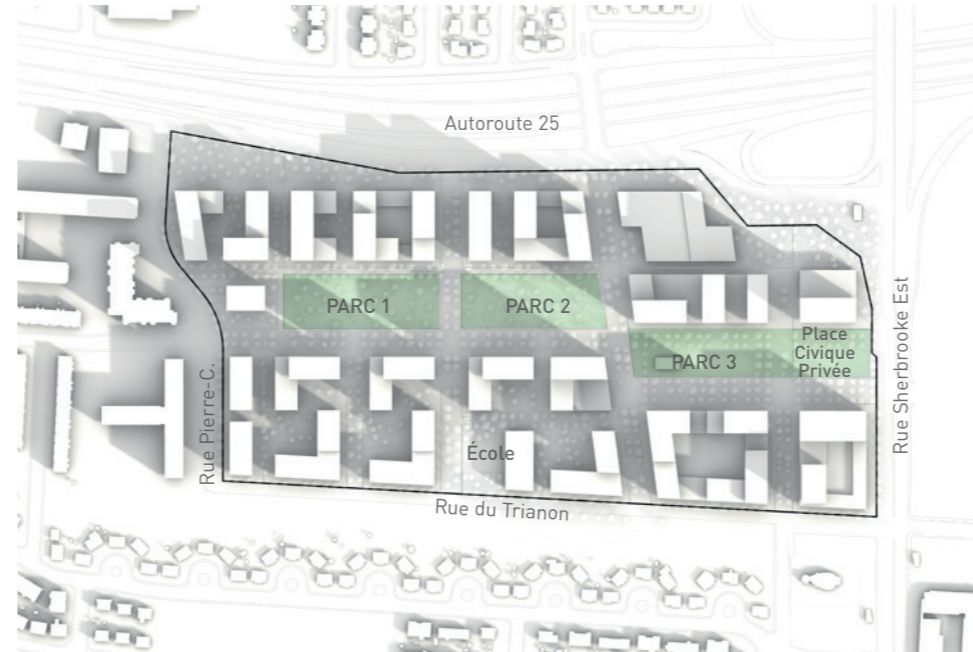 Autoroute 25
PARC 1
PARC 2
PARC 3
Place
Civique
Privée
Rue Sherbrooke Est
Rue Pierre-C.
École
Rue du Trianon